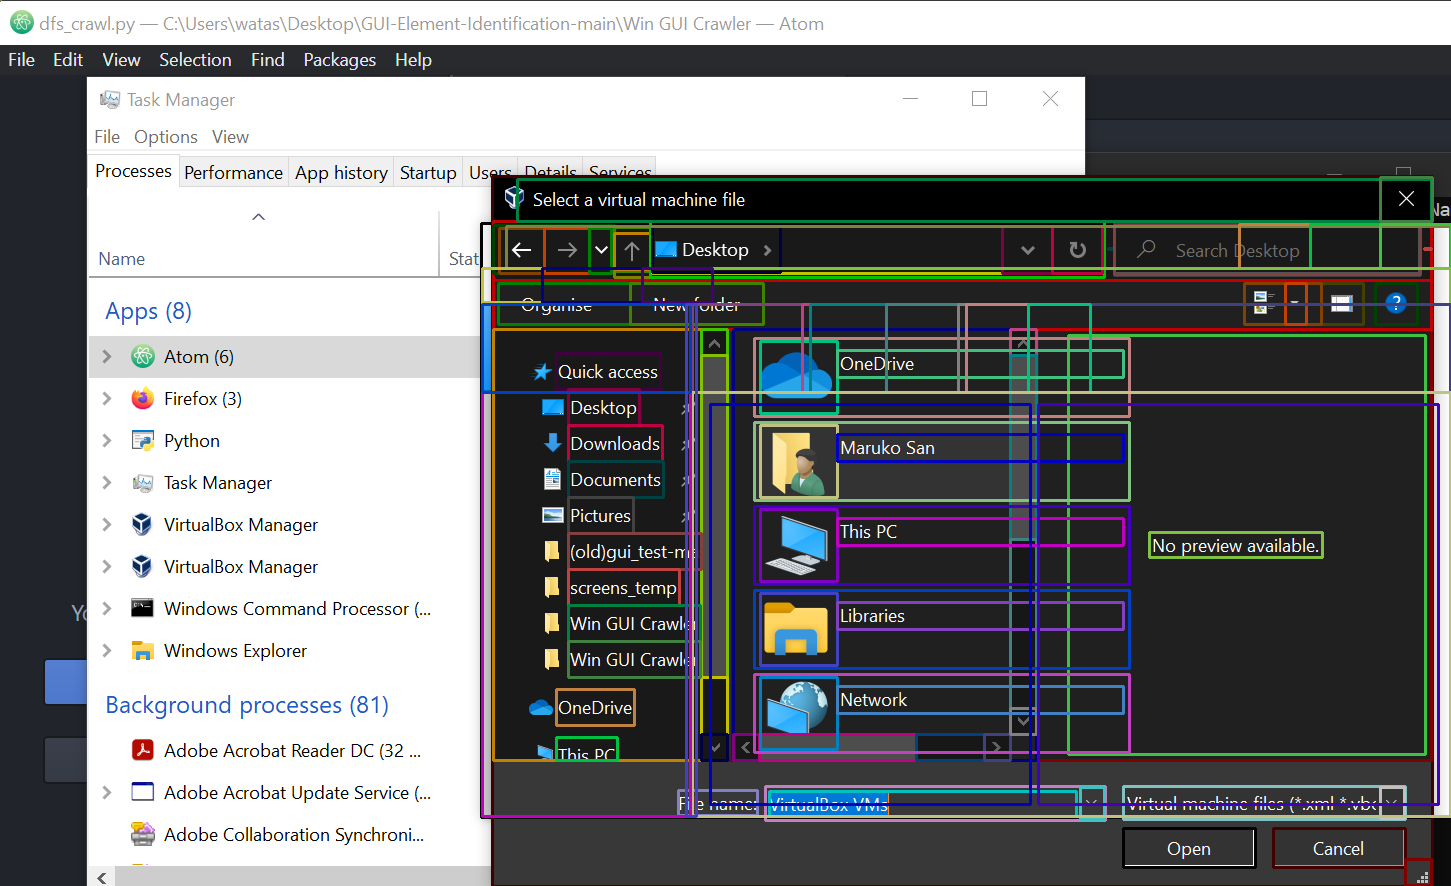 dfs_crawl.py — C:\Users\watas\Desktop\GUI-Element-Identification-main\Win GUI Crawler — Atom
File Edit View Selection Find Packages Help
Task Manager
File Options View
Processes Performance App history Startup Users Details Services
Name
Stat
Apps (8)
Atom (6)
Firefox (3)
Python
Task Manager
VirtualBox Manager
VirtualBox Manager
Windows Command Processor (...
Windows Explorer
Background processes (81)
Adobe Acrobat Reader DC (32 ...
Adobe Acrobat Update Service (...
Adobe Collaboration Synchroni...
Select a virtual machine file
Na
Desktop
Search Desktop
Organise
New folder
Quick access
Desktop
Downloads
Documents
Pictures
(old)gui_test-ma
screens_temp
Win GUI Crawler
Win GUI Crawler
OneDrive
This PC
OneDrive
Maruko San
This PC
Libraries
Network
No preview available.
File name:
VirtualBox VMs
Virtual machine files (*.xml *.vbo
Open
Cancel